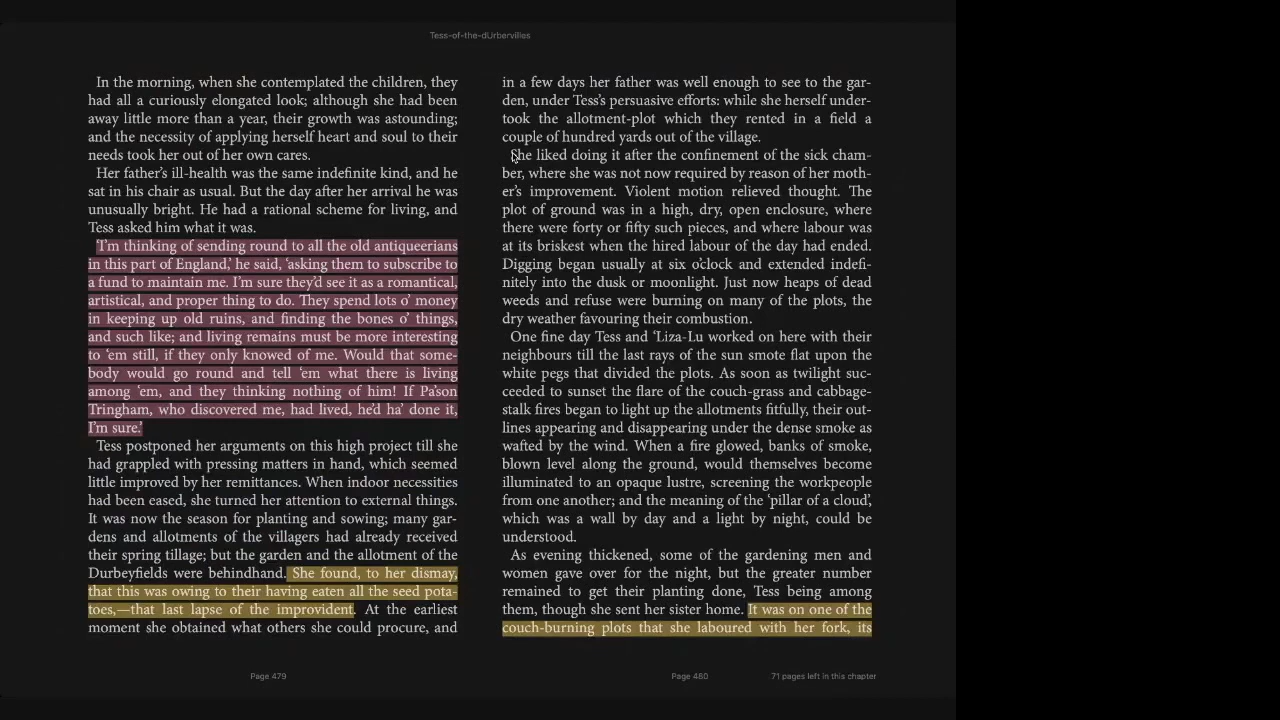 Tess-of-the-dUrbervilles
In the morning, when she contemplated the children, they
had all a curiously elongated look; although she had been
away little more than a year, their growth was astounding;
and the necessity of applying herself heart and soul to their
needs took her out of her own cares.
Her father's ill-health was the same indefinite kind, and he
sat in his chair as usual. But the day after her arrival he was
unusually bright. He had a rational scheme for living, and
Tess asked him what it was.
'I'm thinking of sending round to all the old antiqueerians
in this part of England,' he said, 'asking them to subscribe to
a fund to maintain me. I'm sure they'd see it as a romantical,
artistical, and proper thing to do. They spend lots o' money
in keeping up old ruins, and finding the bones o' things,
and such like; and living remains must be more interesting
to 'em still, if they only knowed of me. Would that some-
body would go round and tell 'em what there is living
among 'em, and they thinking nothing of him! If Pa'son
Tringham, who discovered me, had lived, he'd ha' done it,
I'm sure.'
Tess postponed her arguments on this high project till she
had grappled with pressing matters in hand, which seemed
little improved by her remittances. When indoor necessities
had been eased, she turned her attention to external things.
It was now the season for planting and sowing; many gar-
dens and allotments of the villagers had already received
their spring tillage; but the garden and the allotment of the
Durbeyfields were behindhand. She found, to her dismay,
that this was owing to their having eaten all the seed pota-
toes,—that last lapse of the improvident. At the earliest
moment she obtained what others she could procure, and
in a few days her father was well enough to see to the gar-
den, under Tess's persuasive efforts: while she herself under-
took the allotment-plot which they rented in a field a
couple of hundred yards out of the village.
She liked doing it after the confinement of the sick cham-
ber, where she was not now required by reason of her moth-
er's improvement. Violent motion relieved thought. The
plot of ground was in a high, dry, open enclosure, where
there were forty or fifty such pieces, and where labour was
at its briskest when the hired labour of the day had ended.
Digging began usually at six o'clock and extended indefi-
nitely into the dusk or moonlight. Just now heaps of dead
weeds and refuse were burning on many of the plots, the
dry weather favouring their combustion.
One fine day Tess and 'Liza-Lu worked on here with their
neighbours till the last rays of the sun smote flat upon the
white pegs that divided the plots. As soon as twilight suc-
ceeded to sunset the flare of the couch-grass and cabbage-
stalk fires began to light up the allotments fitfully, their out-
lines appearing and disappearing under the dense smoke as
wafted by the wind. When a fire glowed, banks of smoke,
blown level along the ground, would themselves become
illuminated to an opaque lustre, screening the workpeople
from one another; and the meaning of the 'pillar of a cloud',
which was a wall by day and a light by night, could be
understood.
As evening thickened, some of the gardening men and
women gave over for the night, but the greater number
remained to get their planting done, Tess being among
them, though she sent her sister home. It was on one of the
couch-burning plots that she laboured with her fork, its
Page 479
Page 480
71 pages left in this chapter